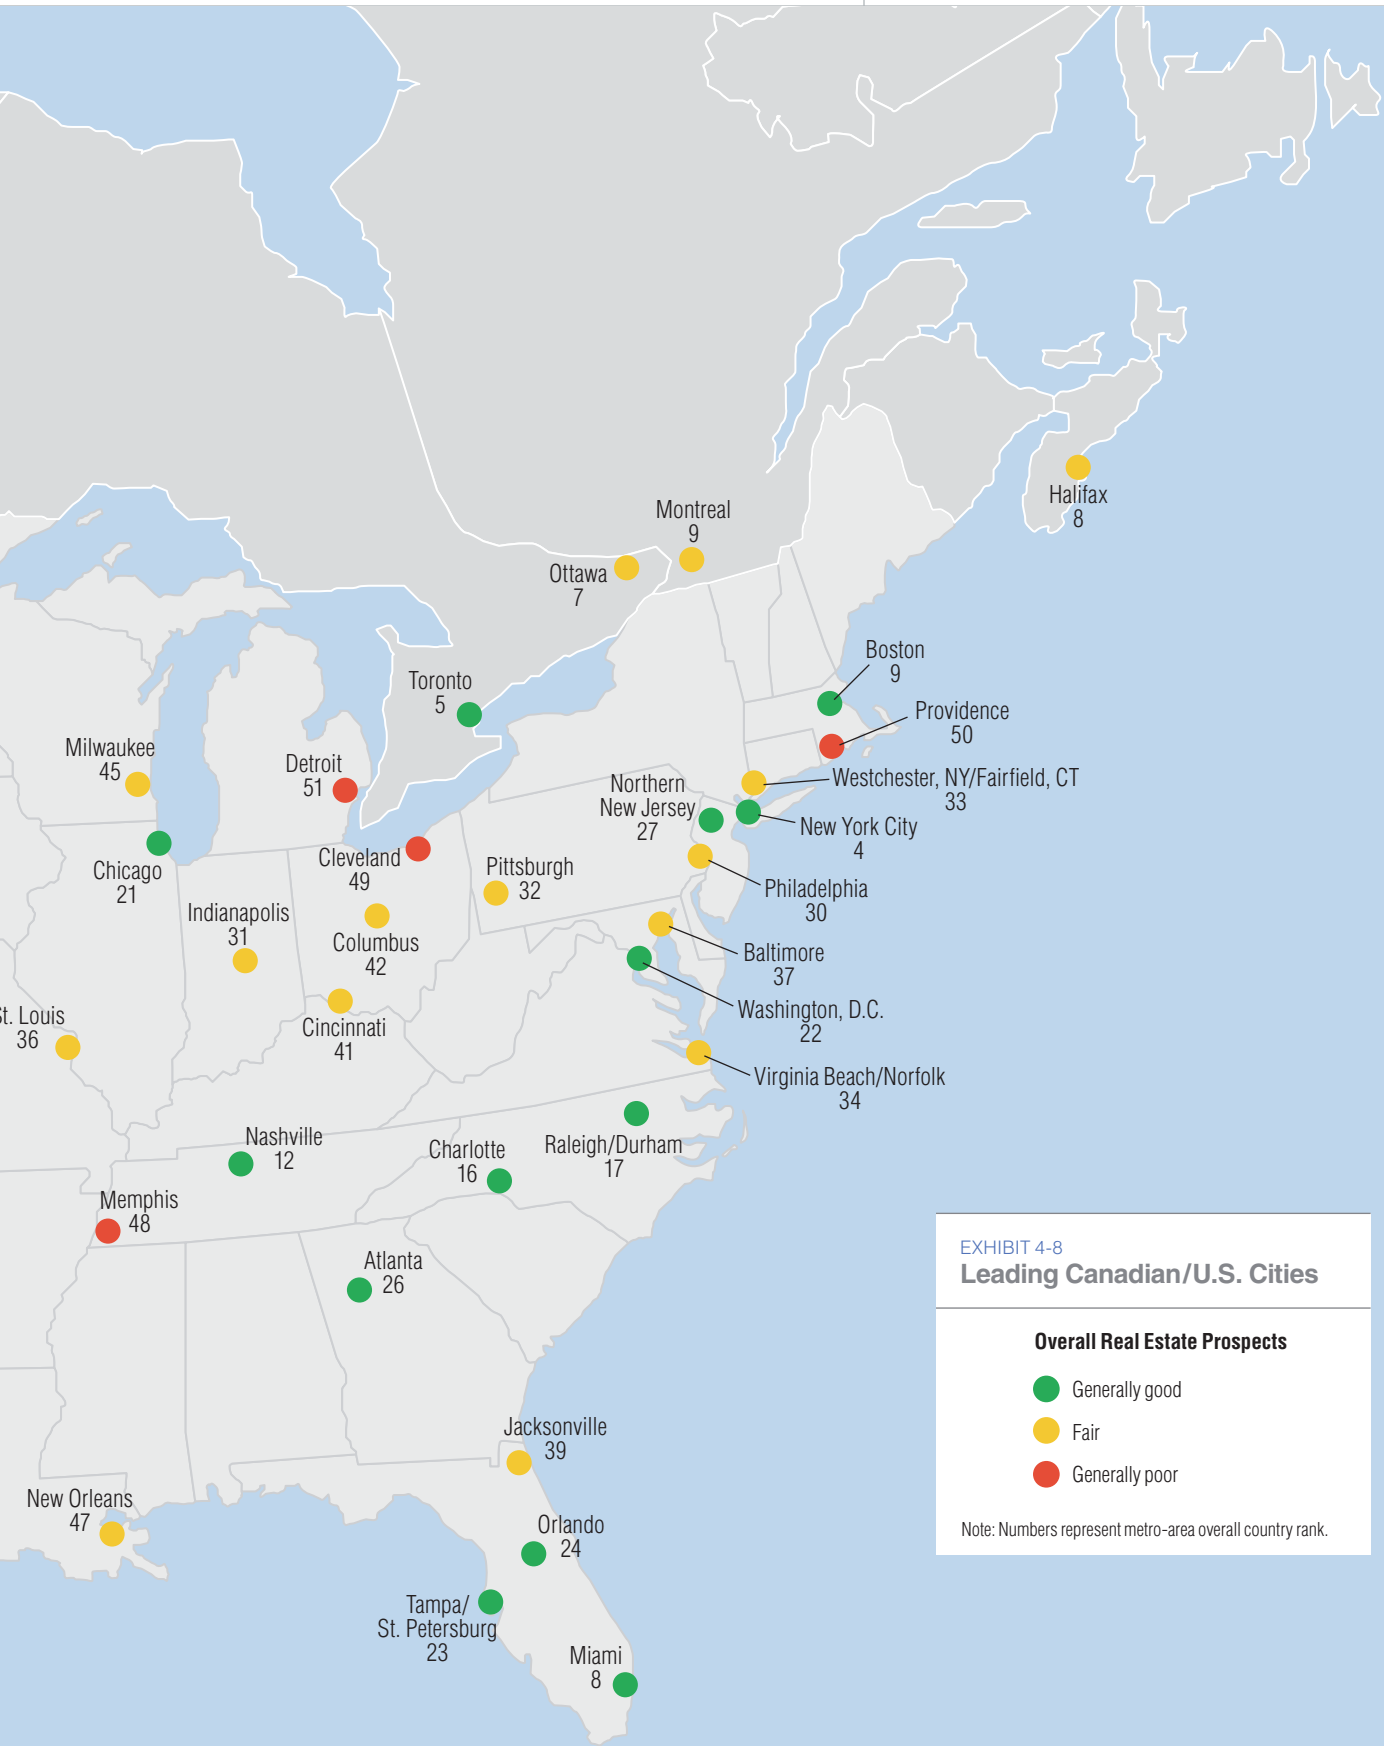 Halifax
8
Montreal
9
Ottawa
7
Boston
9
Toronto
5
Providence
50
Milwaukee
45
Detroit
51
Westchester, NY/Fairfield, CT
33
Northern
New Jersey
27
New York City
4
Chicago
21
Cleveland
49
Pittsburgh
32
Philadelphia
30
Indianapolis
31
Columbus
42
Baltimore
37
Washington, D.C.
22
St. Louis
36
Cincinnati
41
Virginia Beach/Norfolk
34
Nashville
12
Charlotte
16
Raleigh/Durham
17
Memphis
48
Atlanta
26
EXHIBIT 4-8
Leading Canadian/U.S. Cities
Overall Real Estate Prospects
Generally good
Fair
Generally poor
Note: Numbers represent metro-area overall country rank.
Jacksonville
39
New Orleans
47
Orlando
24
Tampa/
St. Petersburg
23
Miami
8